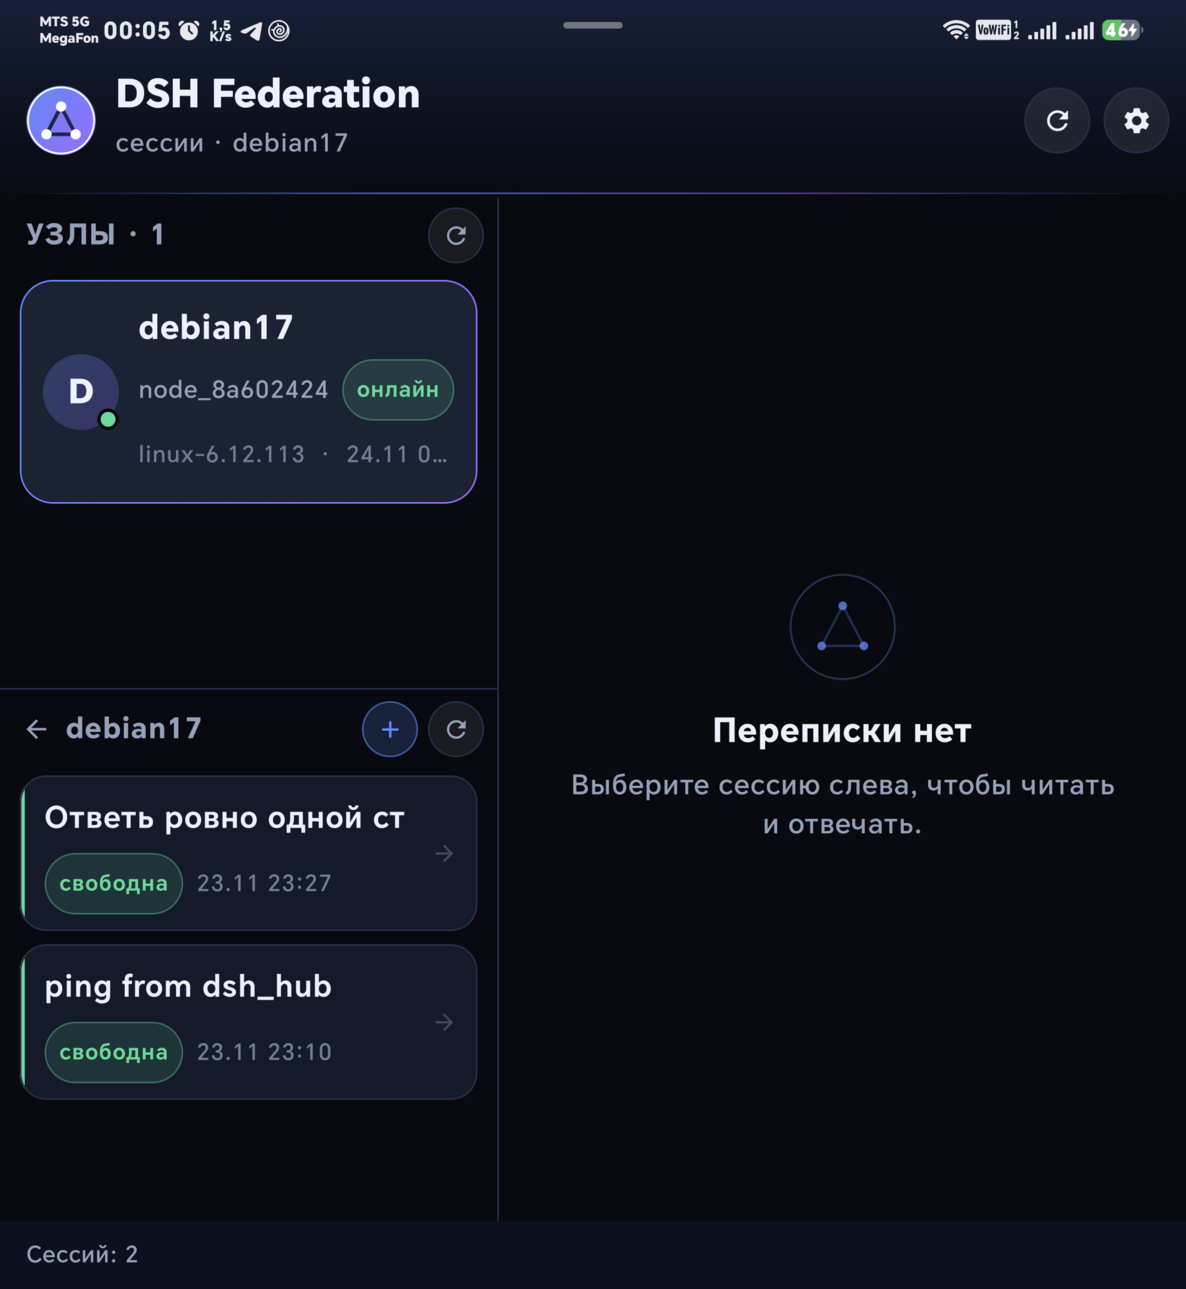 MTS 5G
MegaFon
00:05
1,5
K/s
VoWiFi
1
2
46
DSH Federation
сессии · debian17
УЗЛЫ · 1
debian17
D
node_8a602424
онлайн
linux-6.12.113 · 24.11 0…
debian17
+
Ответь ровно одной ст
свободна
23.11 23:27
ping from dsh_hub
свободна
23.11 23:10
Переписки нет
Выберите сессию слева, чтобы читать
и отвечать.
Сессий: 2